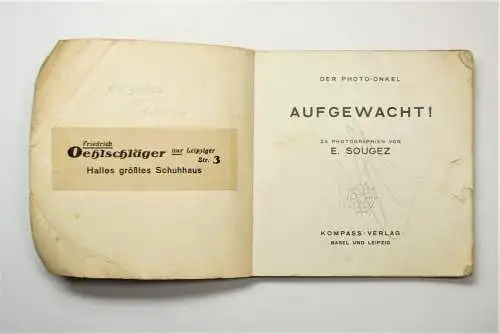 Friedrich
Oehlschläger nur Leipziger
Str. 3
Halles größtes Schuhhaus
DER PHOTO-ONKEL
AUFGEWACHT!
PHOTOGRAPHIEN VON
E. SOUGEZ
KOMPASS-VERLAG
BASEL UND LEIPZIG